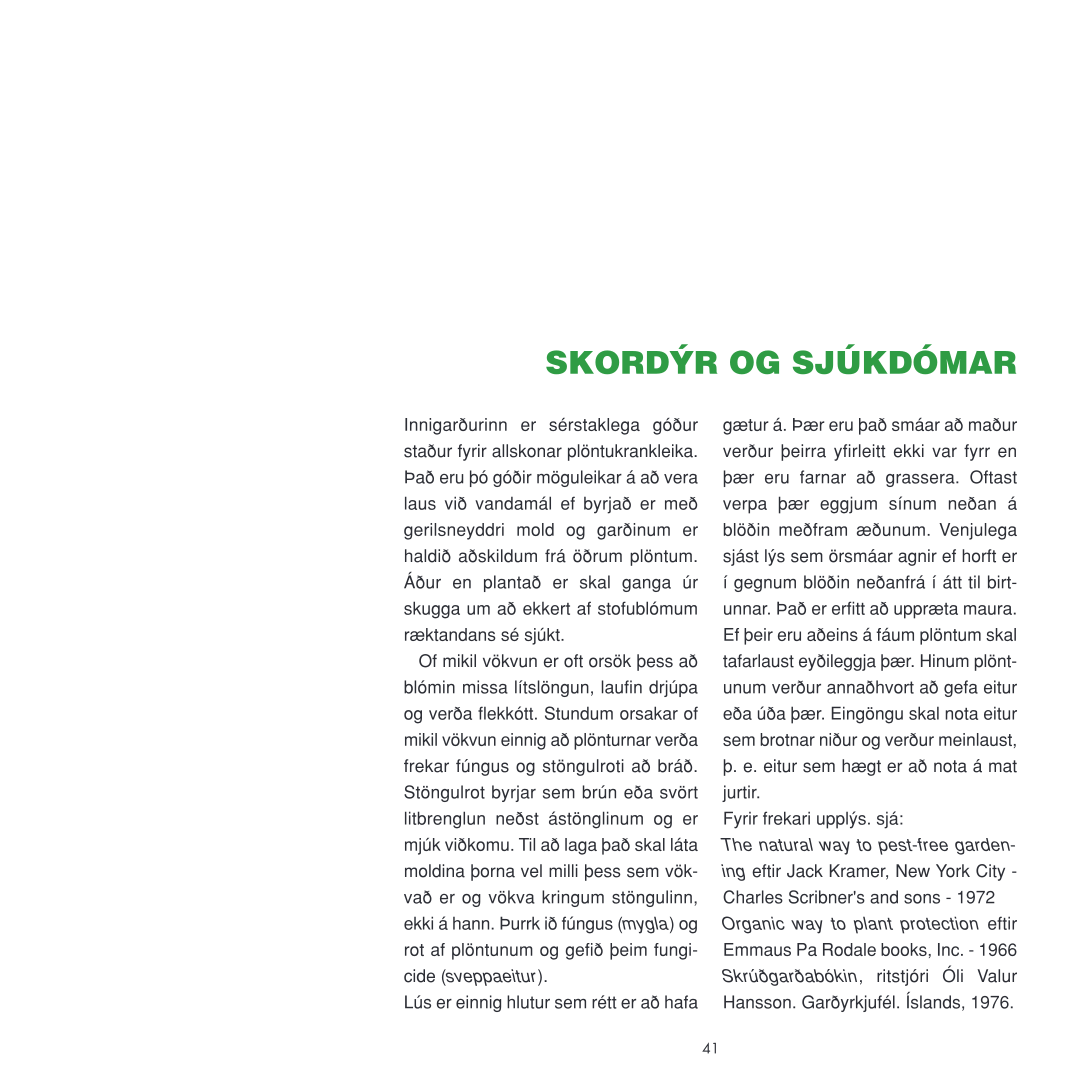 SKORDÝR OG SJÚKDÓMAR
Innigarðurinn er sérstaklega góður
staður fyrir allskonar plöntukrankleika.
Það eru þó góðir möguleikar á að vera
laus við vandamál ef byrjað er með
gerilsneyddri mold og garðinum er
haldið aðskildum frá öðrum plöntum.
Áður en plantað er skal ganga úr
skugga um að ekkert af stofublómum
ræktandans sé sjúkt.
Of mikil vökvun er oft orsök þess að
blómin missa lítslöngun, laufin drjúpa
og verða flekkótt. Stundum orsakar of
mikil vökvun einnig að plönturnar verða
frekar fúngus og stöngulroti að bráð.
Stöngulrot byrjar sem brún eða svört
litbrenglun neðst ástönglinum og er
mjúk viðkomu. Til að laga það skal láta
moldina þorna vel milli þess sem vök-
vað er og vökva kringum stöngulinn,
ekki á hann. Þurrk ið fúngus (mygla) og
rot af plöntunum og gefið þeim fungi-
cide (sveppaeitur).
Lús er einnig hlutur sem rétt er að hafa
gætur á. Þær eru það smáar að maður
verður þeirra yfirleitt ekki var fyrr en
þær eru farnar að grassera. Oftast
verpa þær eggjum sínum neðan á
blöðin meðfram æðunum. Venjulega
sjást lýs sem örsmáar agnir ef horft er
í gegnum blöðin neðanfrá í átt til birt-
unnar. Það er erfitt að uppræta maura.
Ef þeir eru aðeins á fáum plöntum skal
tafarlaust eyðileggja þær. Hinum plönt-
unum verður annaðhvort að gefa eitur
eða úða þær. Eingöngu skal nota eitur
sem brotnar niður og verður meinlaust,
þ. e. eitur sem hægt er að nota á mat
jurtir.
Fyrir frekari upplýs. sjá:
The natural way to pest-free garden-
ing eftir Jack Kramer, New York City -
Charles Scribner's and sons - 1972
Organic way to plant protection eftir
Emmaus Pa Rodale books, Inc. - 1966
Skrúðgarðabókin, ritstjóri Óli Valur
Hansson. Garðyrkjufél. Íslands, 1976.
41